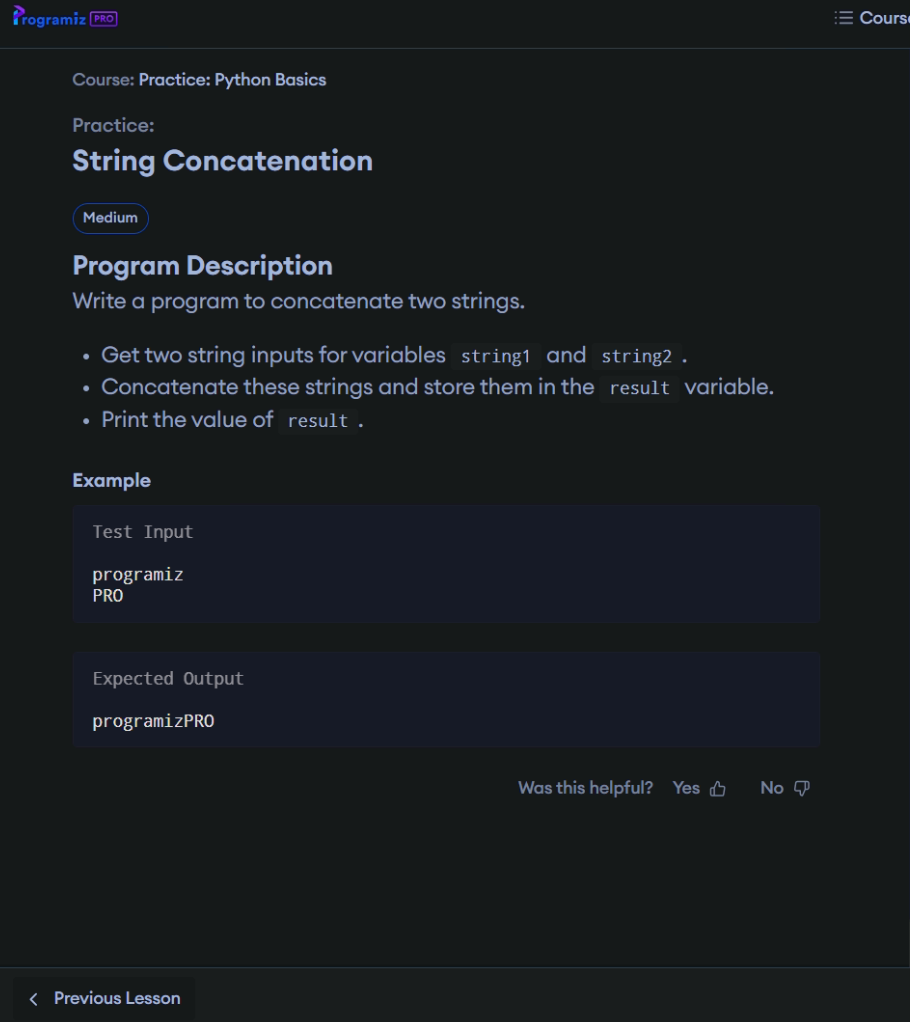 Programiz PRO
Cours
Course: Practice: Python Basics
Practice:
String Concatenation
Medium
Program Description
Write a program to concatenate two strings.
• Get two string inputs for variables string1 and string2 .
• Concatenate these strings and store them in the result variable.
• Print the value of result .
Example
Test Input
programiz
PRO
Expected Output
programizPRO
Was this helpful? Yes No
Previous Lesson